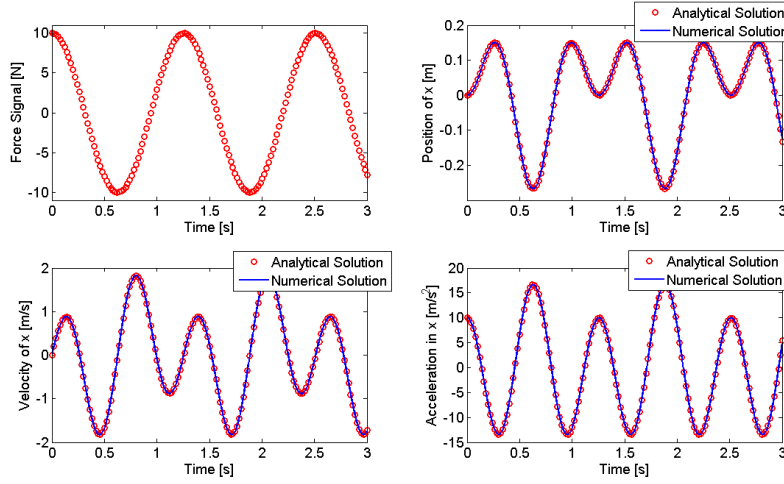 Force Signal [N]
10
5
0
-5
-10
0 0.5 1 1.5 2 2.5 3
Time [s]
Analytical Solution
Numerical Solution
Position of x [m]
0.2
0.1
0
-0.1
-0.2
0 0.5 1 1.5 2 2.5 3
Time [s]
Analytical Solution
Numerical Solution
Velocity of x [m/s]
2
1
0
-1
-2
0 0.5 1 1.5 2 2.5 3
Time [s]
Analytical Solution
Numerical Solution
Acceleration in x [m/s²]
20
15
10
5
0
-5
-10
-15
0 0.5 1 1.5 2 2.5 3
Time [s]